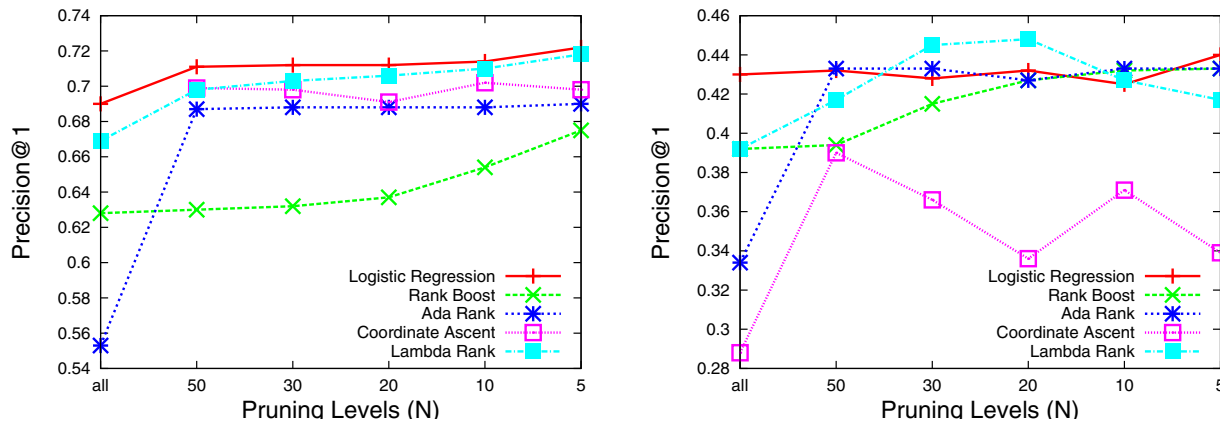 0.74
0.72
0.7
0.68
0.66
0.64
0.62
0.6
0.58
0.56
0.54
Precision@1
Logistic Regression
Rank Boost
Ada Rank
Coordinate Ascent
Lambda Rank
all 50 30 20 10 5
Pruning Levels (N)
0.46
0.44
0.42
0.4
0.38
0.36
0.34
0.32
0.3
0.28
Precision@1
Logistic Regression
Rank Boost
Ada Rank
Coordinate Ascent
Lambda Rank
all 50 30 20 10 5
Pruning Levels (N)